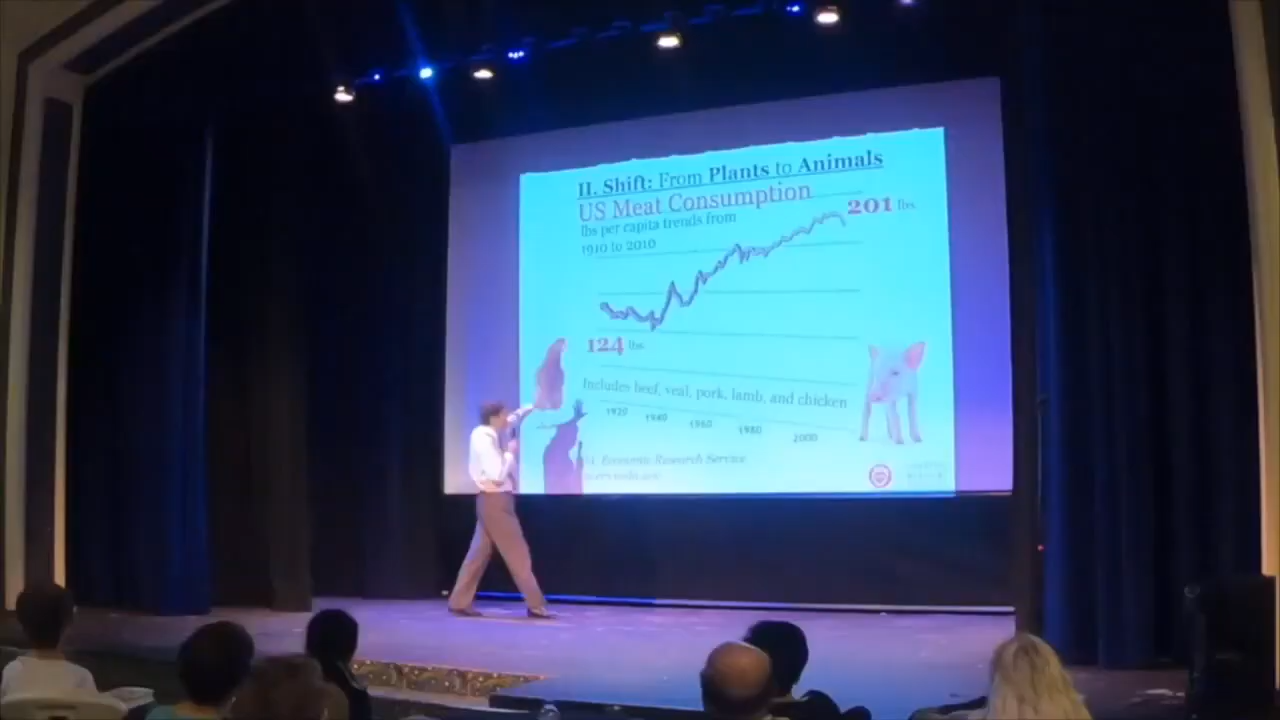 II. Shift: From Plants to Animals
US Meat Consumption
lbs per capita trends from
1910 to 2010
201 lbs
124 lbs
Includes beef, veal, pork, lamb, and chicken
1920 1940 1960 1980 2000
Economic Research Service